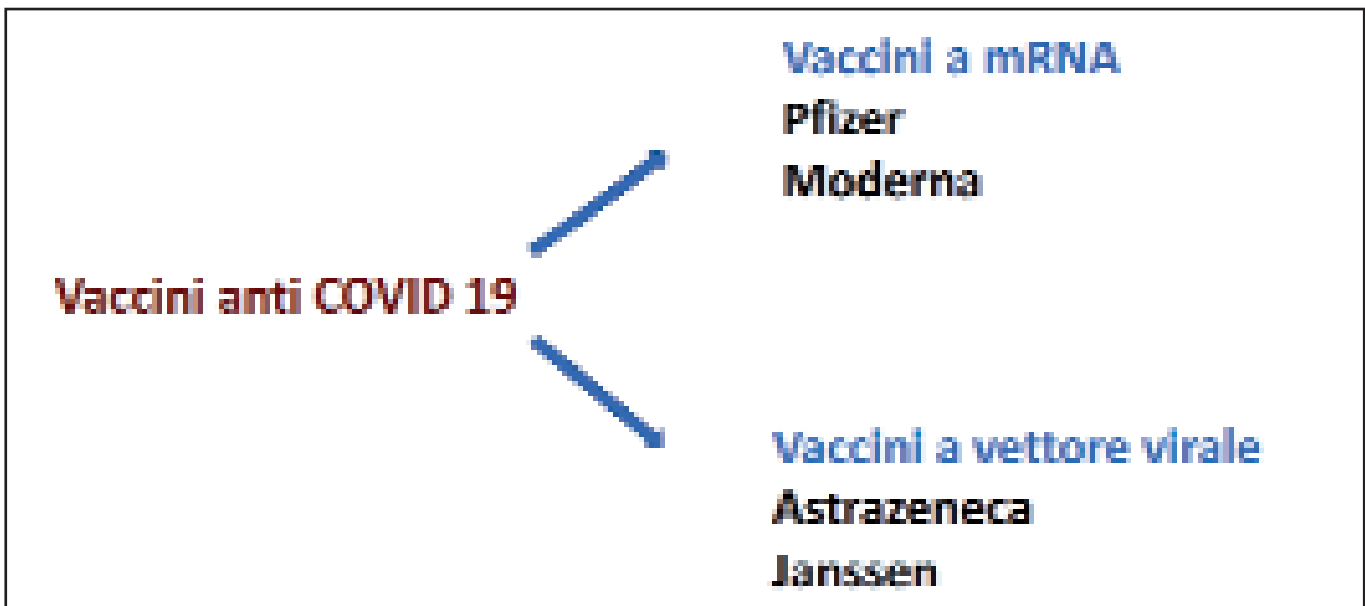 Vaccini a mRNA
Pfizer
Moderna
Vaccini anti COVID 19
Vaccini a vettore virale
Astrazeneca
Janssen